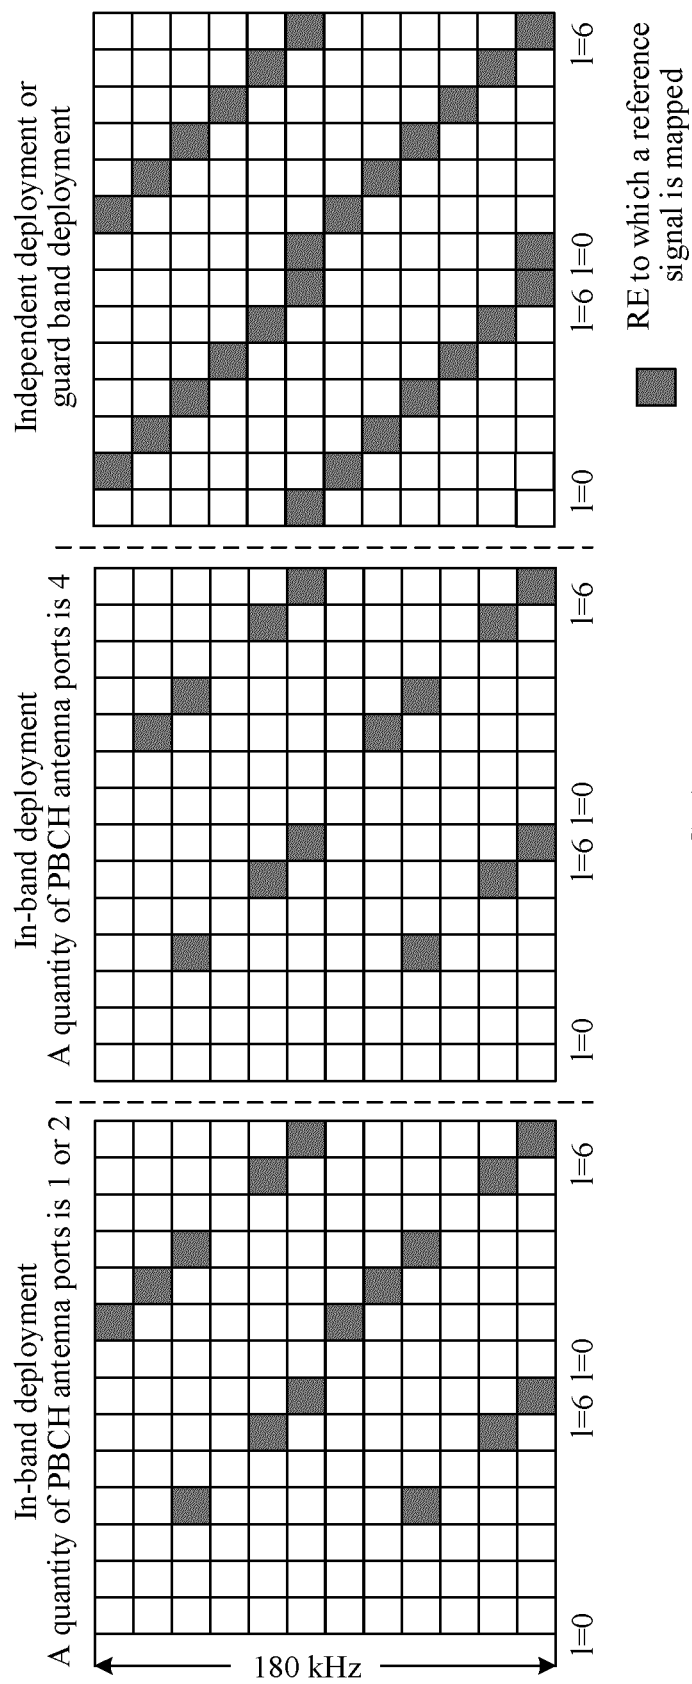 In-band deployment
A quantity of PBCH antenna ports is 1 or 2
180 kHz
l=0
l=6
l=0
l=6
In-band deployment
A quantity of PBCH antenna ports is 4
l=0
l=6
l=0
l=6
Independent deployment or
guard band deployment
l=0
l=6
l=0
l=6
RE to which a reference
signal is mapped